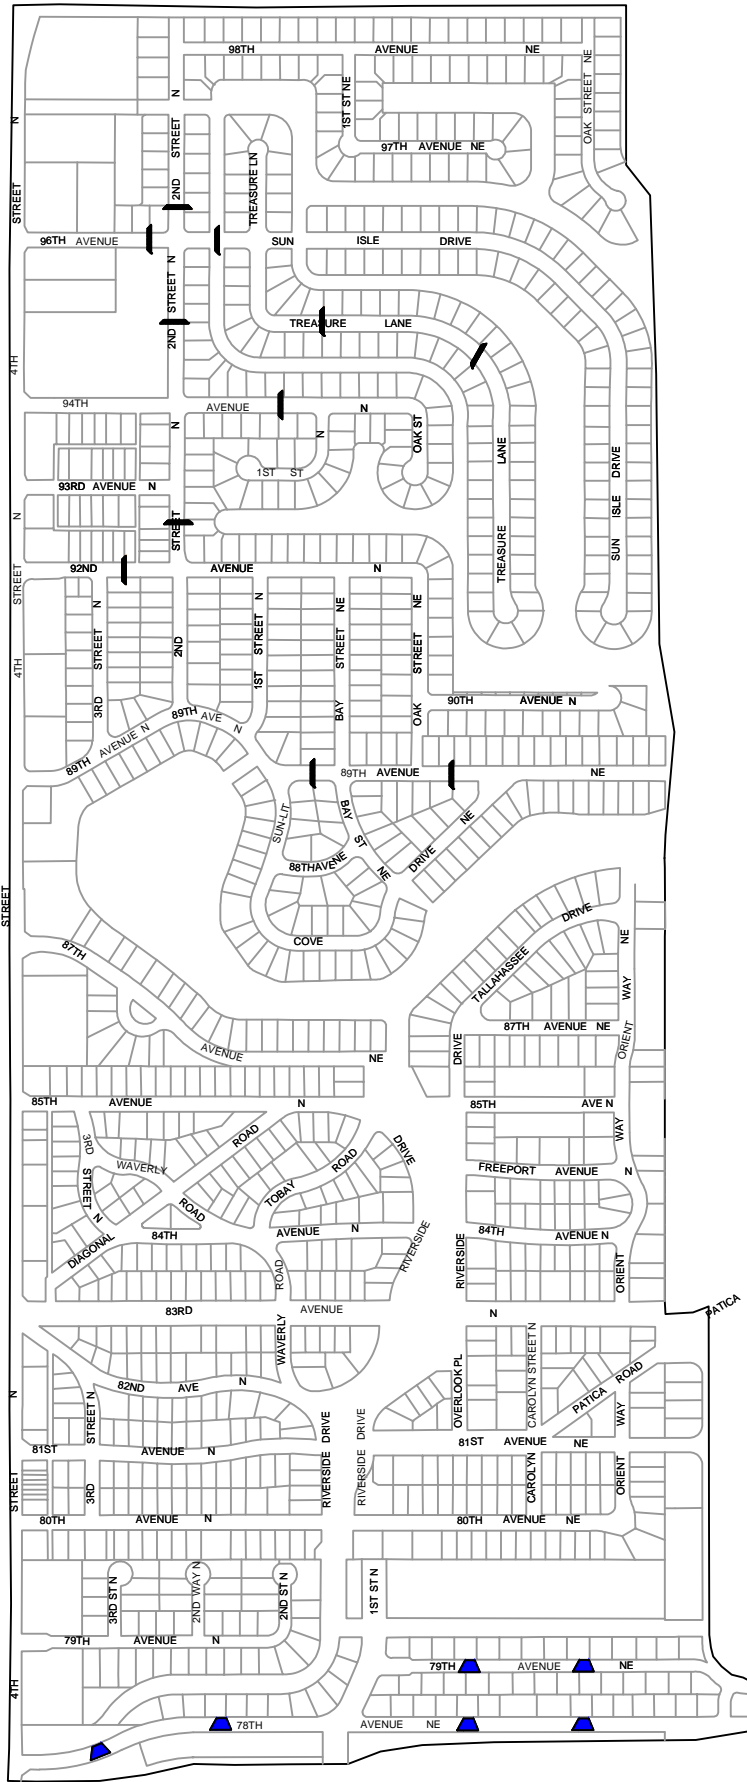 98TH AVENUE NE
OAK STREET NE
1ST ST NE
97TH AVENUE NE
2ND STREET N
TREASURE LN
4TH STREET N
96TH AVENUE
SUN ISLE DRIVE
2ND STREET N
TREASURE LANE
94TH AVENUE N
N
OAK ST
1ST ST N
TREASURE LANE
SUN ISLE DRIVE
93RD AVENUE N
STREET
92ND AVENUE N
4TH STREET N
3RD STREET N
2ND
1ST STREET N
BAY STREET NE
OAK STREET NE
90TH AVENUE N
89TH AVENUE N
89TH AVE N
89TH AVENUE NE
SUN-LIT
BAY ST NE
88TH AVE NE
DRIVE NE
COVE
STREET
87TH AVENUE NE
TALLAHASSEE DRIVE
87TH AVENUE NE
ORIENT WAY NE
DRIVE
85TH AVENUE N
85TH AVE N
3RD STREET N
WAVERLY
ROAD
TOBAY ROAD
DRIVE
WAY
FREEPORT AVENUE N
DIAGONAL ROAD
84TH AVENUE N
84TH AVENUE N
RIVERSIDE
RIVERSIDE
ORIENT
ROAD
83RD AVENUE N
PATICA
WAVERLY
82ND AVE N
OVERLOOK PL
CAROLYN STREET N
PATICA ROAD
WAY
STREET N
N
81ST AVENUE N
81ST AVENUE NE
RIVERSIDE DRIVE
RIVERSIDE DRIVE
CAROLYN
ORIENT
3RD
STREET
80TH AVENUE N
80TH AVENUE NE
3RD ST N
2ND WAY N
2ND ST N
1ST ST N
79TH AVENUE N
79TH AVENUE NE
4TH
78TH AVENUE NE